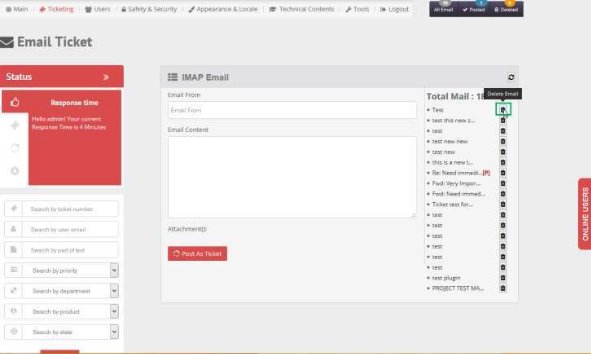 Main Ticketing Users Safety & Security Appearance & Locale Technical Contents Tools Logout
All Email Posted Deleted
Email Ticket
Status »
Response time
Hello admin! Your current
Response Time is 4 Minutes
Search by ticket number
Search by user email
Search by part of text
Search by priority
Search by department
Search by product
Search by state
IMAP Email
Email From
Email From
Email Content
Attachment():
Post As Ticket
Delete Email
Total Mail : 18
Test
test this new s...
test
test new new
test new
this is a new t...
Re: Need immedi...[P]
Fwd: Very Impor...
Fwd: Need immed...
Ticket test for...
test
test
test
test
test
test
test plugin
PROJECT TEST MA...
ONLINE USERS